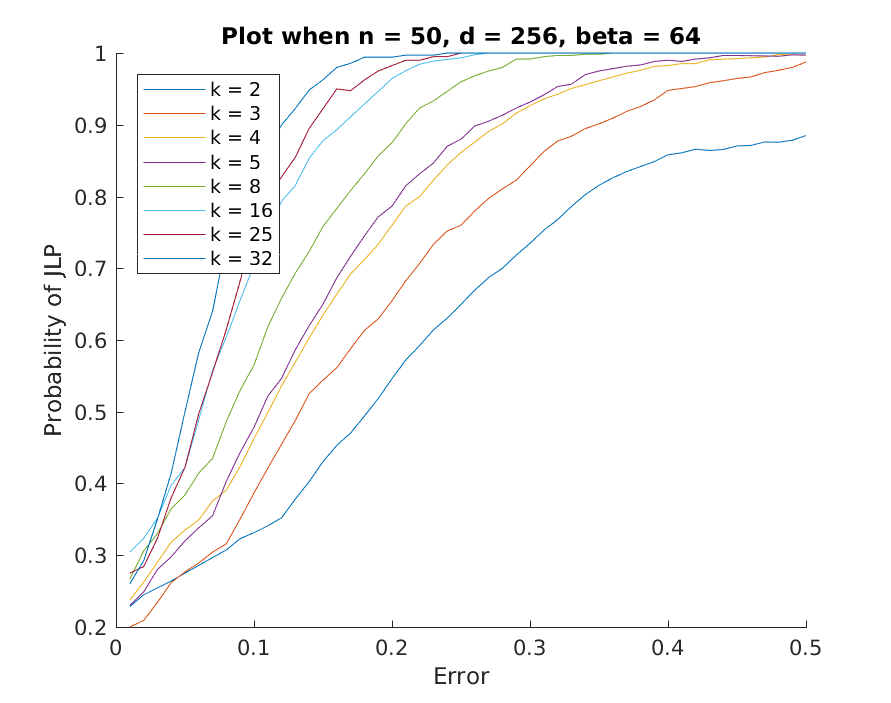 Plot when n = 50, d = 256, beta = 64
1
0.9
0.8
0.7
0.6
0.5
0.4
0.3
0.2
k = 2
k = 3
k = 4
k = 5
k = 8
k = 16
k = 25
k = 32
Probability of JLP
0
0.1
0.2
0.3
0.4
0.5
Error